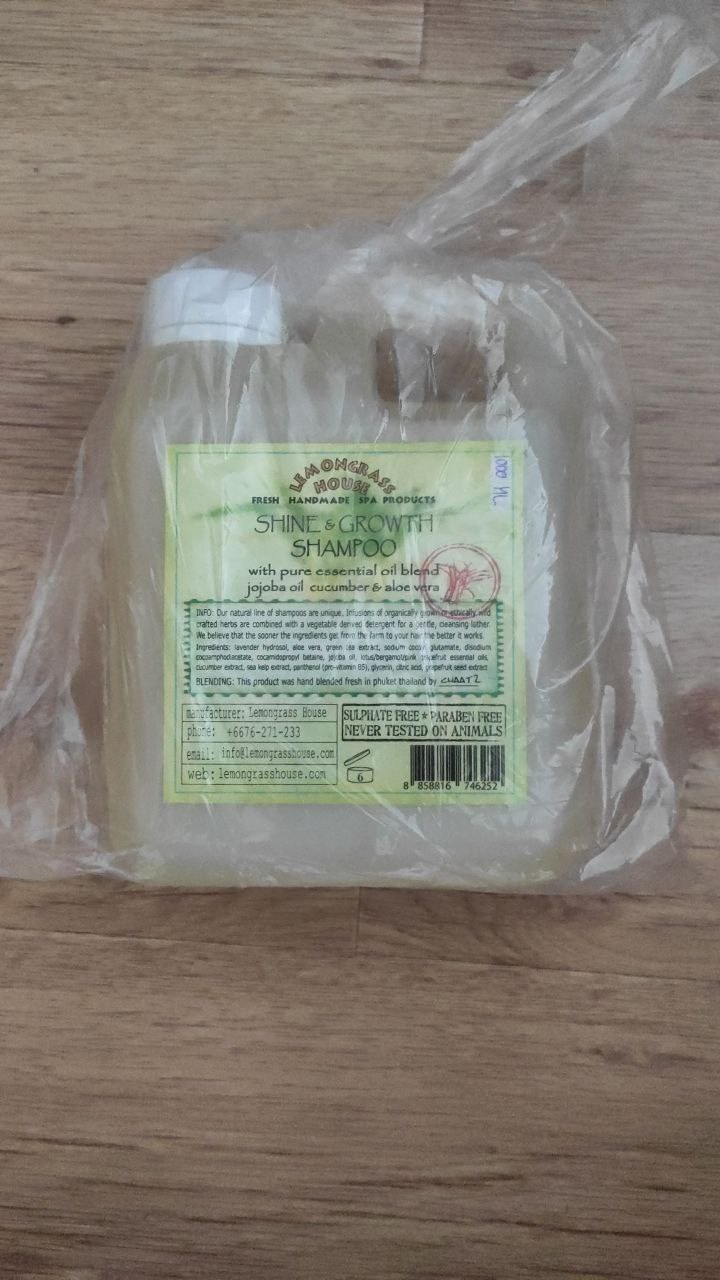 LEMONGRASS
HOUSE
FRESH HANDMADE SPA PRODUCTS
1000 ML
SHINE & GROWTH
SHAMPOO
with pure essential oil blend
jojoba oil cucumber & aloe vera
INFO: Our natural line of shampoos are unique. Infusions of organically grown or ethically wild
crafted herbs are combined with a vegetable derived detergent for a gentle, cleansing lather.
We believe that the sooner the ingredients get from the farm to your hair the better it works.
Ingredients: lavender hydrosol, aloe vera, green tea extract, sodium cocoyl glutamate, disodium
cocoamphodiacetate, cocamidopropyl betaine, jojoba oil, lotus/bergamot/pink grapefruit essential oils,
cucumber extract, sea kelp extract, panthenol (pro-vitamin B5), glycerin, citric acid, grapefruit seed extract
BLENDING: This product was hand blended fresh in phuket thailand by
manufacturer: Lemongrass House
phone: +6676-271-233
email: info@lemongrasshouse.com
web: lemongrasshouse.com
SULPHATE FREE * PARABEN FREE
NEVER TESTED ON ANIMALS
6
8 858816 746252